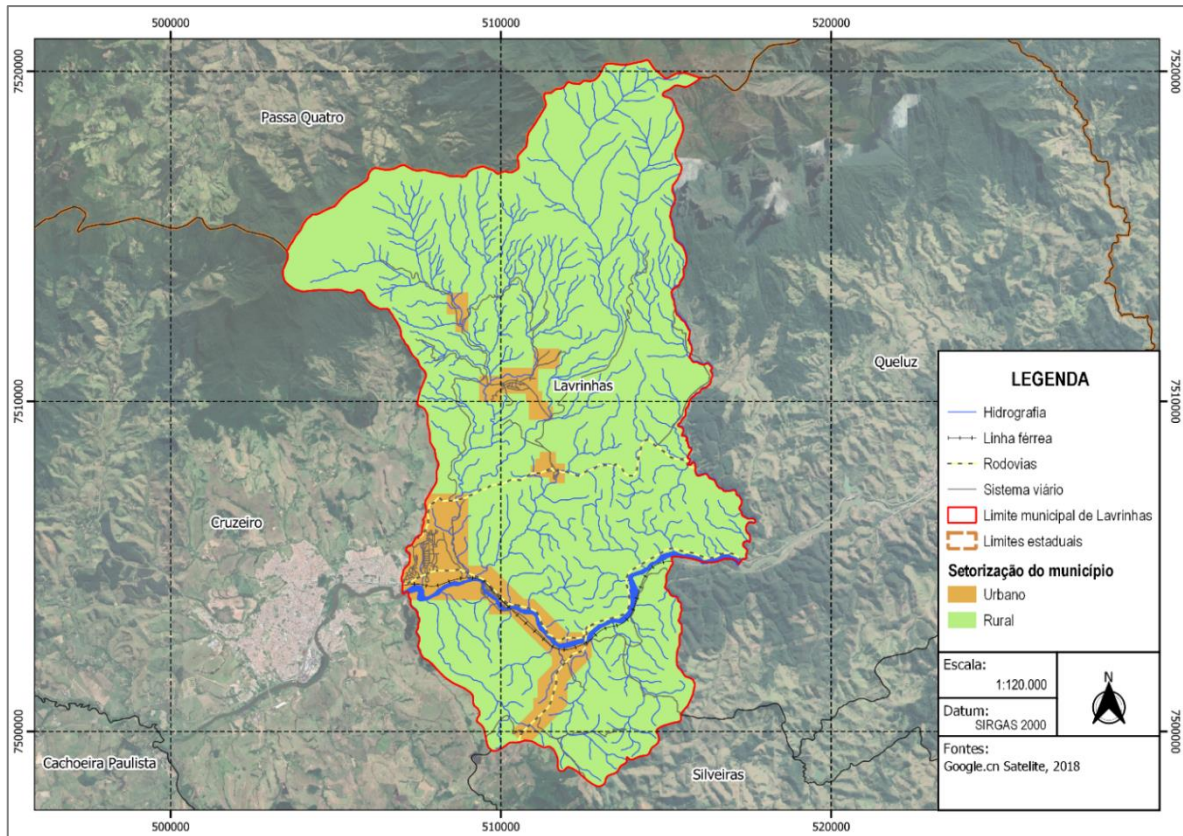 500000
510000
520000
7520000
7520000
Passa Quatro
Queluz
Lavrinhas
7510000
7510000
Cruzeiro
7500000
7500000
Cachoeira Paulista
Silveiras
500000
510000
520000
LEGENDA
Hidrografia
Linha férrea
Rodovias
Sistema viário
Limite municipal de Lavrinhas
Limites estaduais
Setorização do município
Urbano
Rural
Escala:
1:120.000
Datum:
SIRGAS 2000
N
Fontes:
Google.cn Satelite, 2018